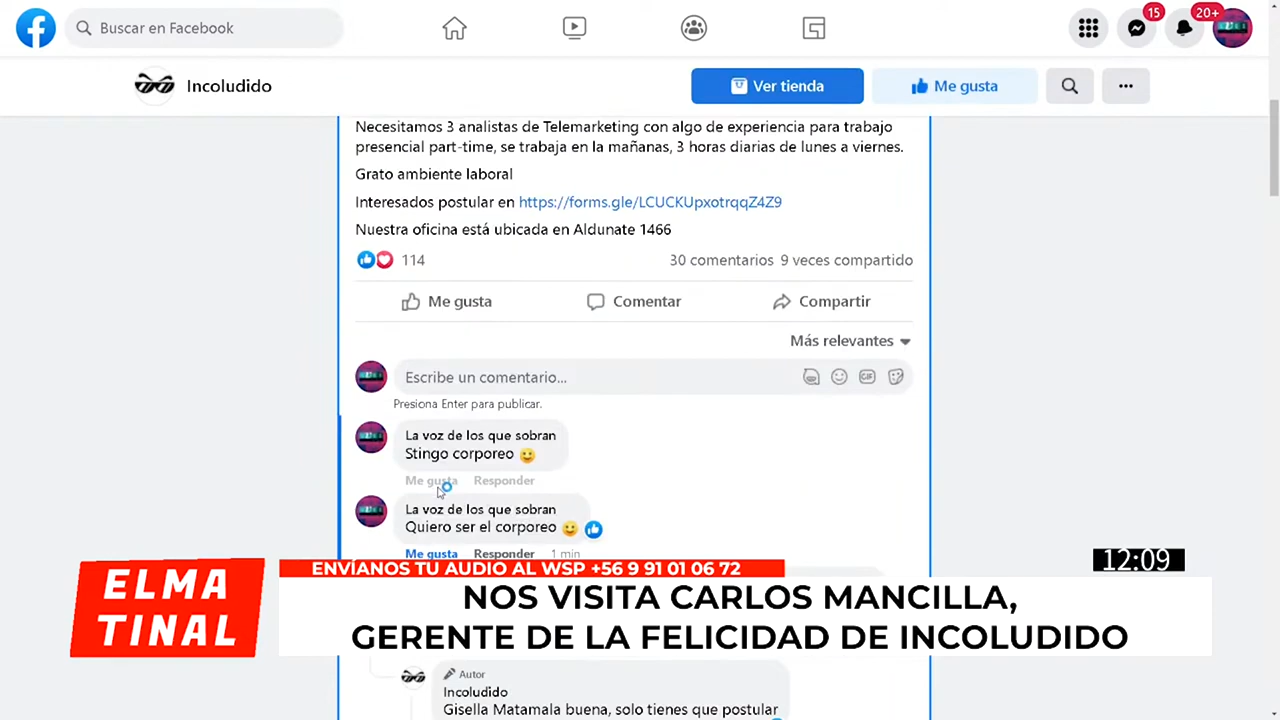 Buscar en Facebook
15
20+
Incoludido
Ver tienda
Me gusta
Necesitamos 3 analistas de Telemarketing con algo de experiencia para trabajo
presencial part-time, se trabaja en la mañanas, 3 horas diarias de lunes a viernes.
Grato ambiente laboral
Interesados postular en https://forms.gle/LCUCKUpxotrqqZ4Z9
Nuestra oficina está ubicada en Aldunate 1466
114
30 comentarios 9 veces compartido
Me gusta
Comentar
Compartir
Más relevantes
Escribe un comentario...
GIF
Presiona Enter para publicar.
La voz de los que sobran
Stingo corporeo
Me gusta Responder
La voz de los que sobran
Quiero ser el corporeo
Me gusta Responder 1 min
ENVÍANOS TU AUDIO AL WSP +56 9 91 01 06 72
12:09
EL MA
TINAL
NOS VISITA CARLOS MANCILLA,
GERENTE DE LA FELICIDAD DE INCOLUDIDO
Autor
Incoludido
Gisella Matamala buena, solo tienes que postular